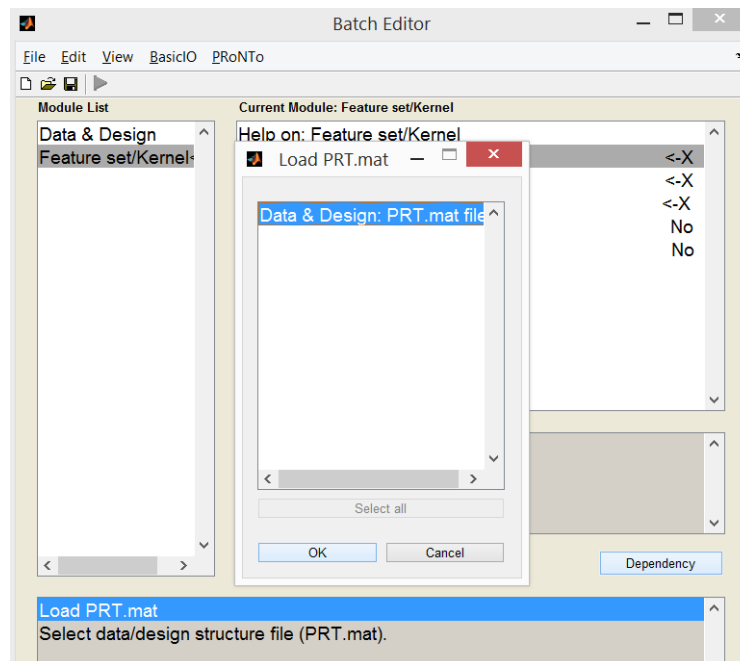 Batch Editor
File Edit View BasicIO PRoNTo
Module List
Current Module: Feature set/Kernel
Data & Design
Feature set/Kernel<
Help on: Feature set/Kernel
<-X
<-X
<-X
No
No
Load PRT.mat
Data & Design: PRT.mat file
Select all
OK Cancel
Dependency
Load PRT.mat
Select data/design structure file (PRT.mat).